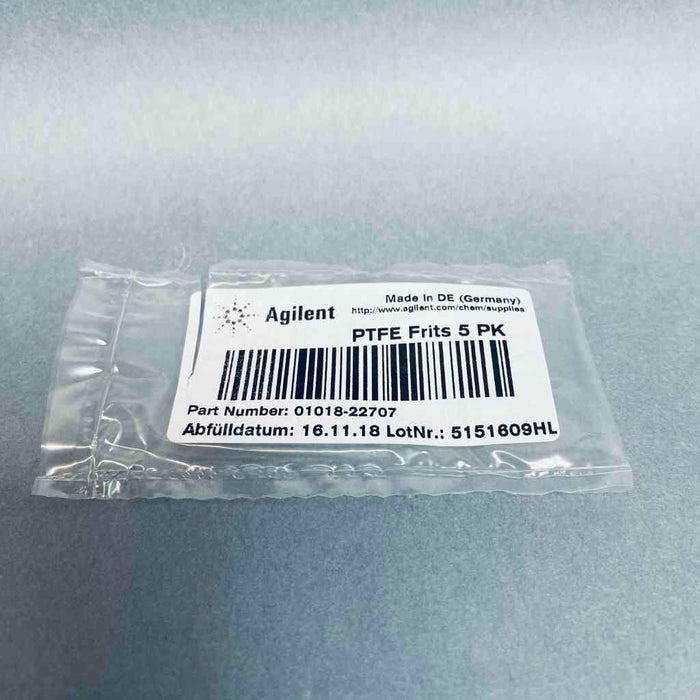 Agilent
Made In DE (Germany)
http://www.agilent.com/chem/supplies
PTFE Frits 5 PK
Part Number: 01018-22707
Abfülldatum: 16.11.18 LotNr.: 5151609HL